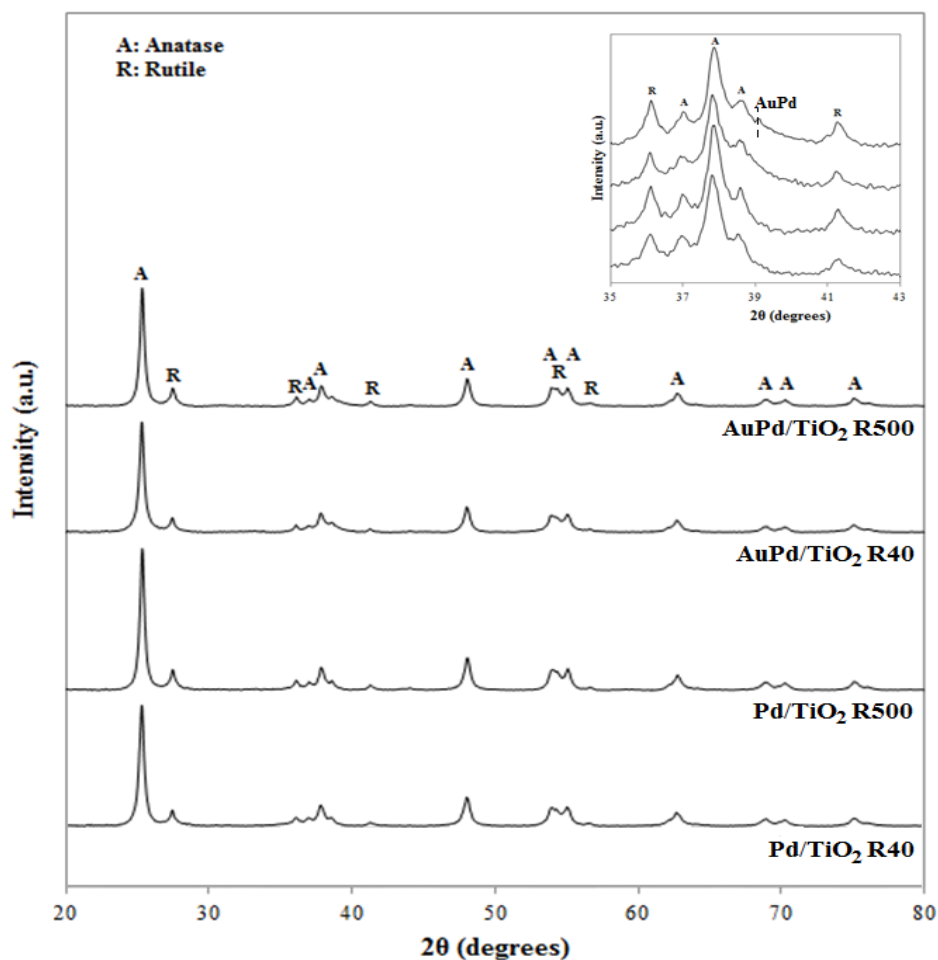 A: Anatase
R: Rutile
A
R
A
A
AuPd
R
Intensity (a.u.)
35 37 39 41 43
2θ (degrees)
A
R
R
A
A
R
A
A
R
A
R
A
A
A
A
AuPd/TiO₂ R500
AuPd/TiO₂ R40
Pd/TiO₂ R500
Pd/TiO₂ R40
Intensity (a.u.)
20 30 40 50 60 70 80
2θ (degrees)